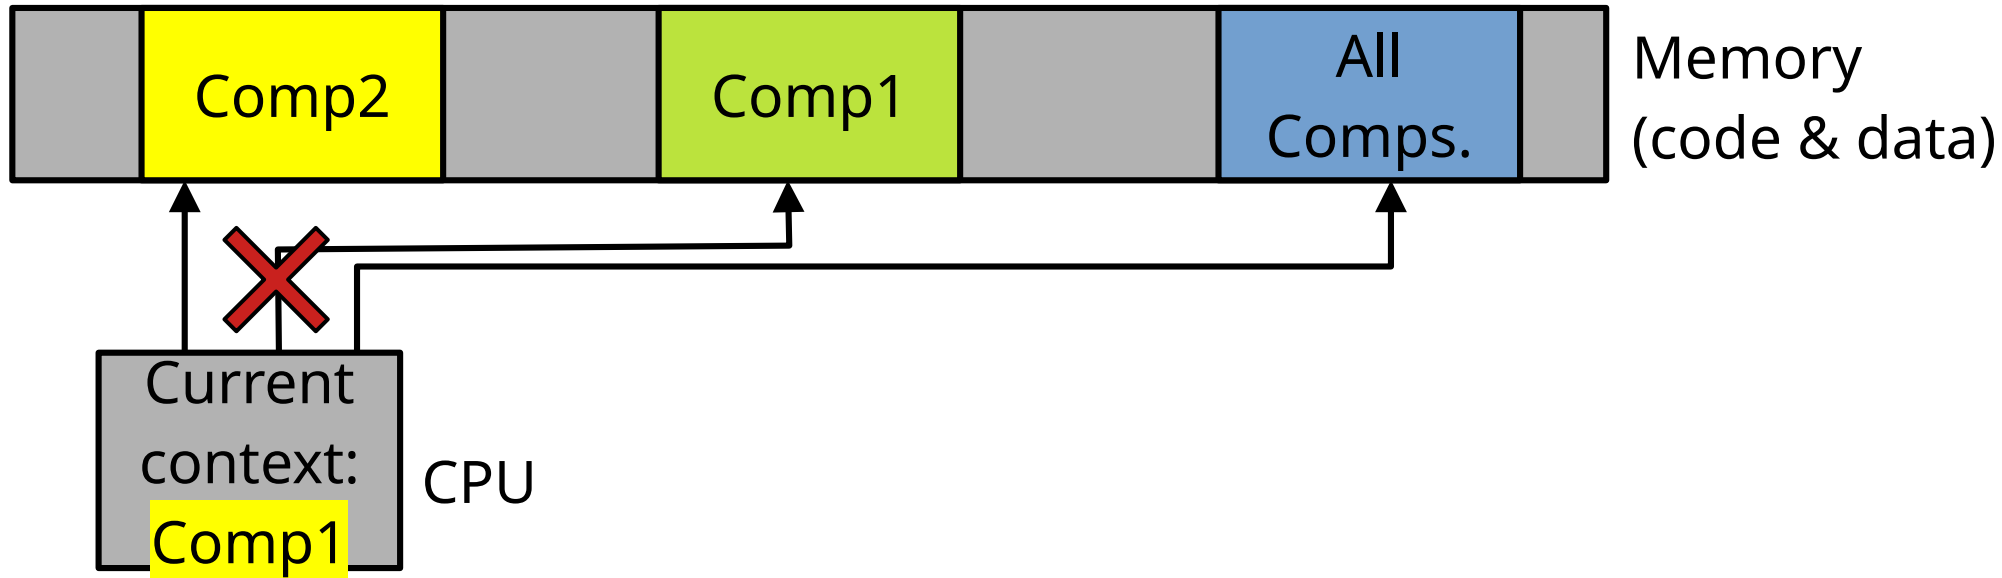 Comp2
Comp1
All
Comps.
Memory
(code & data)
Current
context:
Comp1
CPU